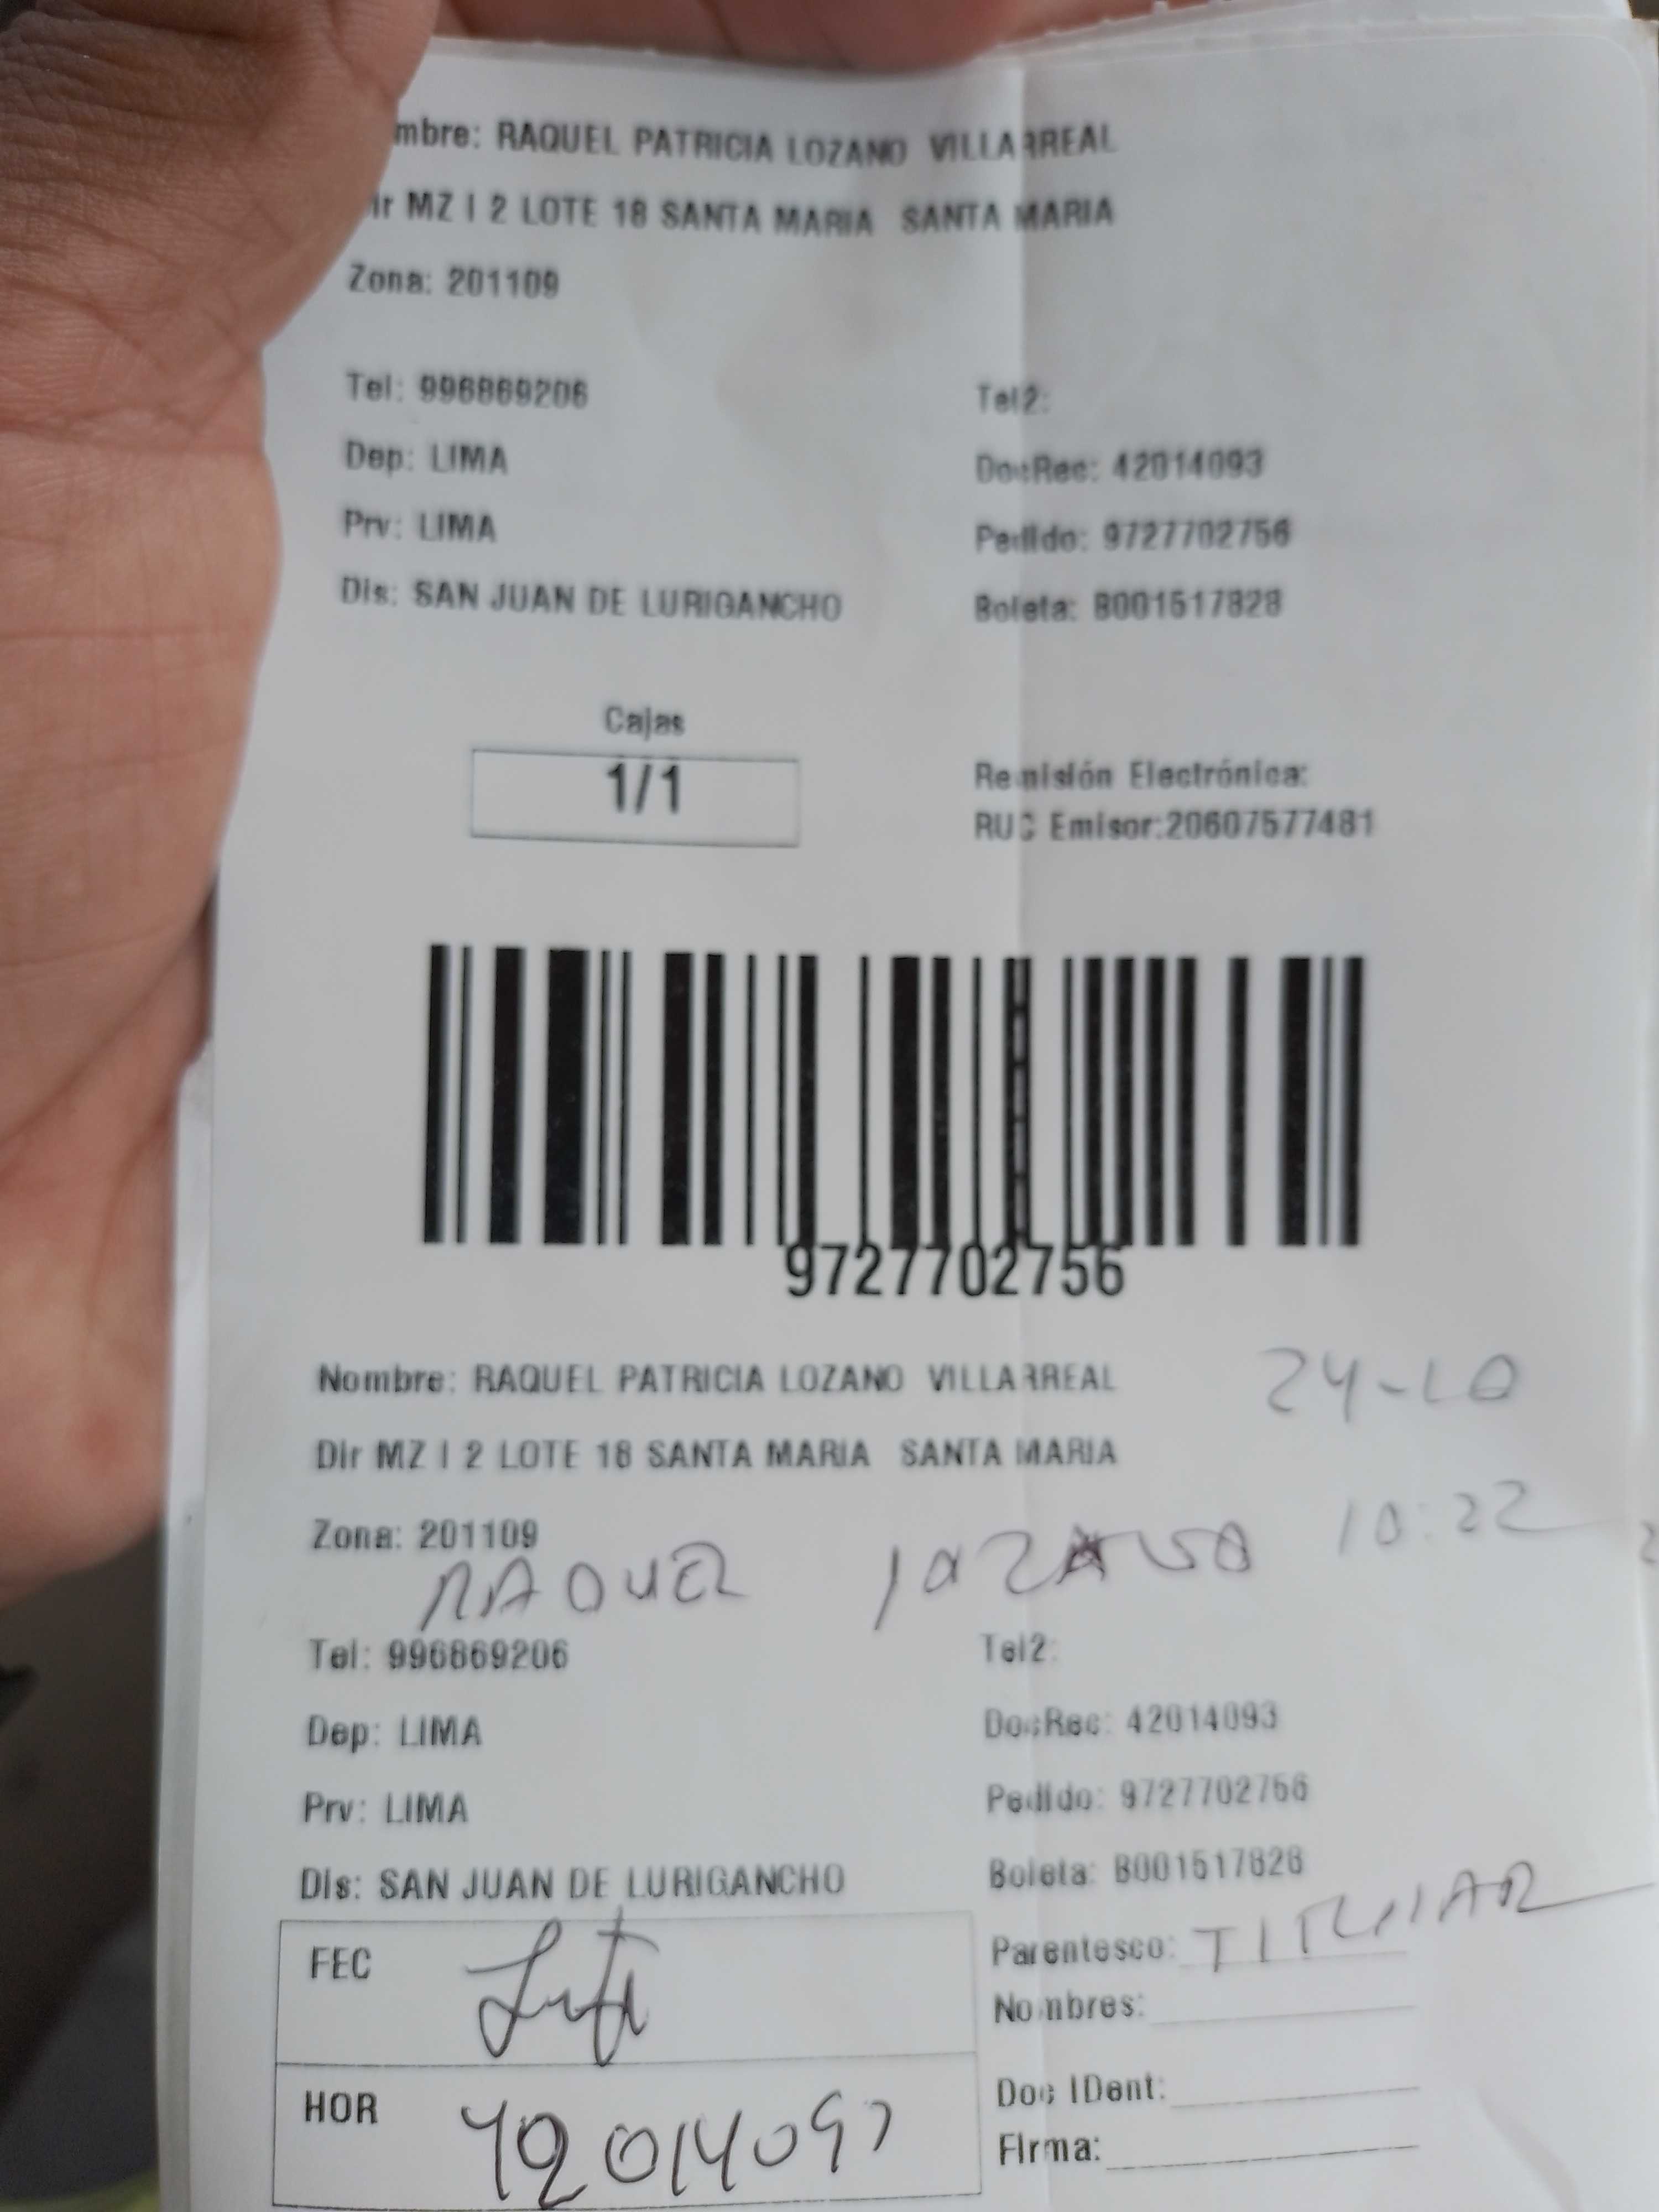 mbre: RAQUEL PATRICIA LOZANO VILLARREAL
ir MZ I 2 LOTE 18 SANTA MARIA SANTA MARIA
Zona: 201109
Tel: 996869206 Tel2:
Dep: LIMA DocRec: 42014093
Prv: LIMA Pedido: 9727702756
Dis: SAN JUAN DE LURIGANCHO Boleta: B001517828
Cajas
1/1
Remisión Electrónica:
RUC Emisor:20607577481
9727702756
Nombre: RAQUEL PATRICIA LOZANO VILLARREAL 24-10
Dir MZ I 2 LOTE 18 SANTA MARIA SANTA MARIA
Zona: 201109 10:22
RAQUEL LOZANO
Tel: 996869206 Tel2:
Dep: LIMA DocRec: 42014093
Prv: LIMA Pedido: 9727702756
Dis: SAN JUAN DE LURIGANCHO Boleta: B001517828
FEC Parentesco: TITULAR
Nombres:
HOR 42014093 Doc IDent:
Firma: